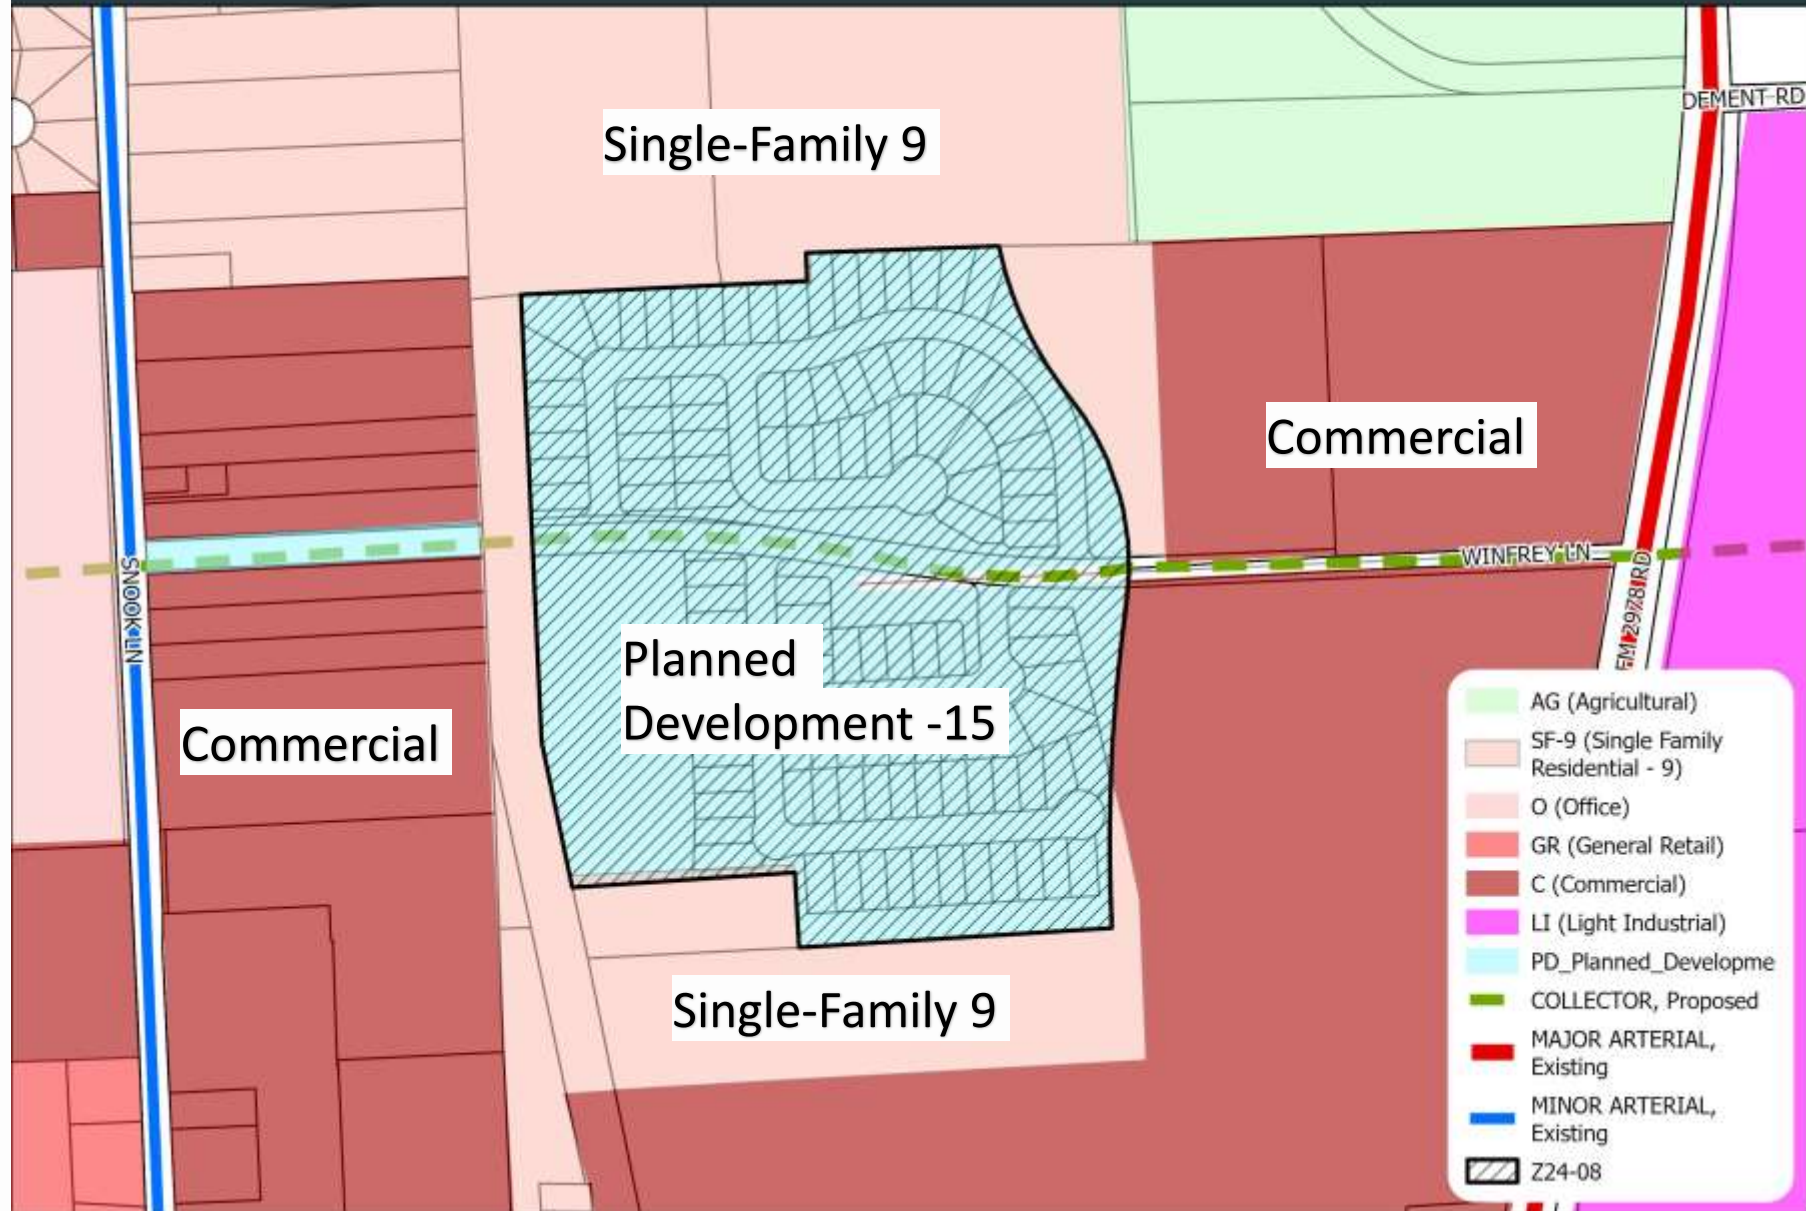 Single-Family 9
DEMENT RD
Commercial
WINFREY LN
SNOOK LN
FM 2978 RD
Planned
Development -15
Commercial
Single-Family 9
AG (Agricultural)
SF-9 (Single Family
Residential - 9)
O (Office)
GR (General Retail)
C (Commercial)
LI (Light Industrial)
PD_Planned_Developme
COLLECTOR, Proposed
MAJOR ARTERIAL,
Existing
MINOR ARTERIAL,
Existing
Z24-08